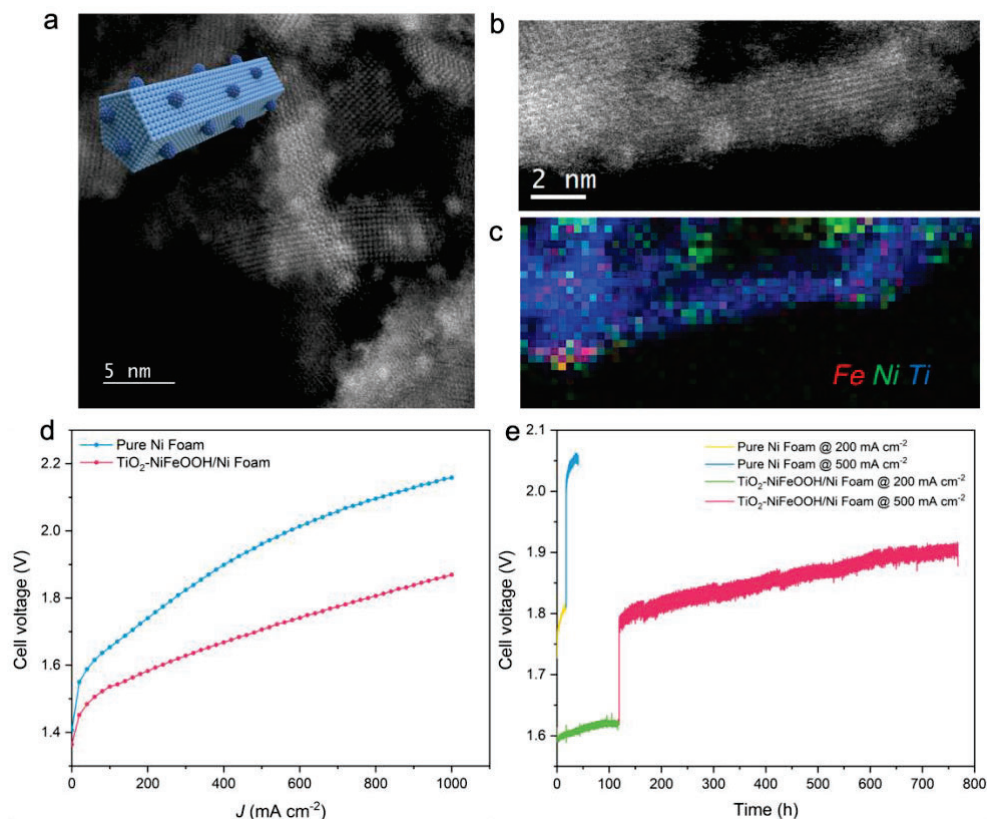 a
5 nm
b
2 nm
c
Fe Ni Ti
d
Pure Ni Foam
TiO₂-NiFeOOH/Ni Foam
Cell voltage (V)
2.2
2.0
1.8
1.6
1.4
0 200 400 600 800 1000
J (mA cm⁻²)
e
Pure Ni Foam @ 200 mA cm⁻²
Pure Ni Foam @ 500 mA cm⁻²
TiO₂-NiFeOOH/Ni Foam @ 200 mA cm⁻²
TiO₂-NiFeOOH/Ni Foam @ 500 mA cm⁻²
Cell voltage (V)
2.1
2.0
1.9
1.8
1.7
1.6
0 100 200 300 400 500 600 700 800
Time (h)